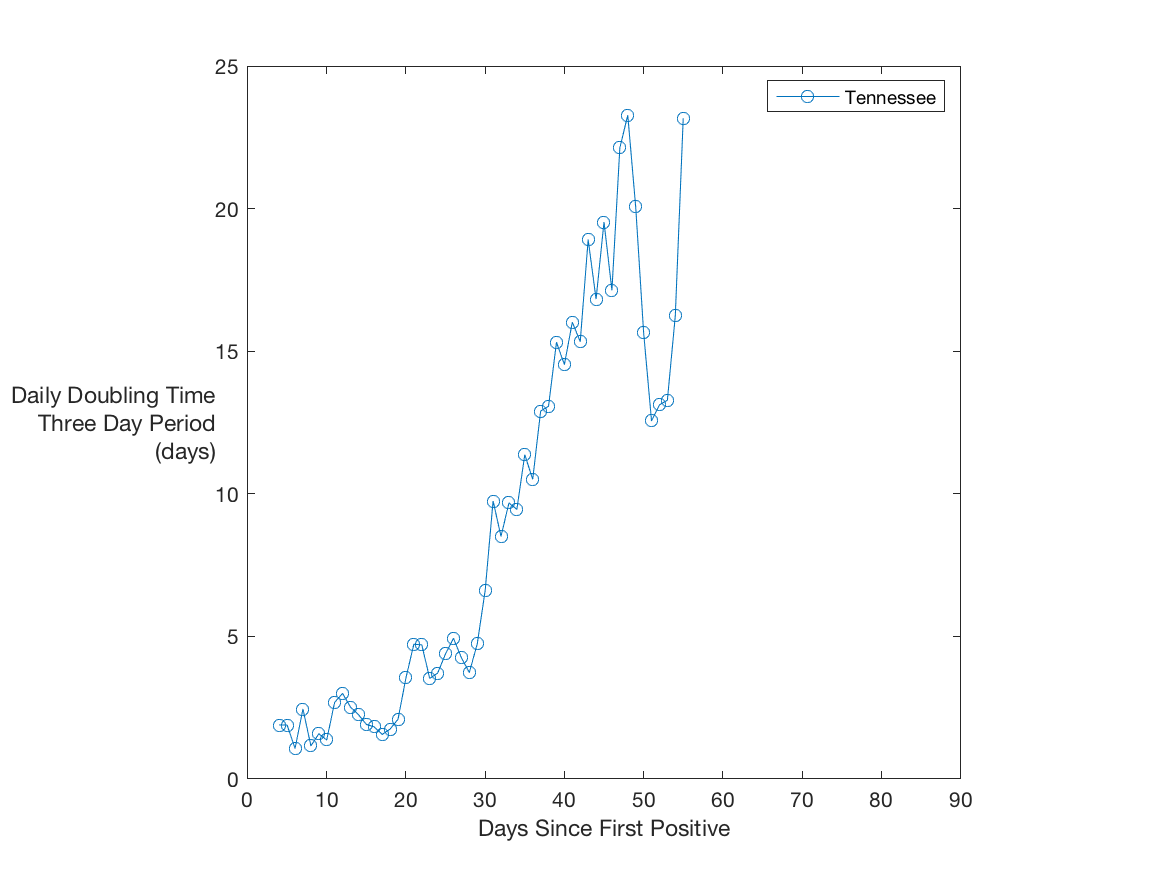 25
Tennessee
20
15
Daily Doubling Time
Three Day Period
(days)
10
5
0
0 10 20 30 40 50 60 70 80 90
Days Since First Positive